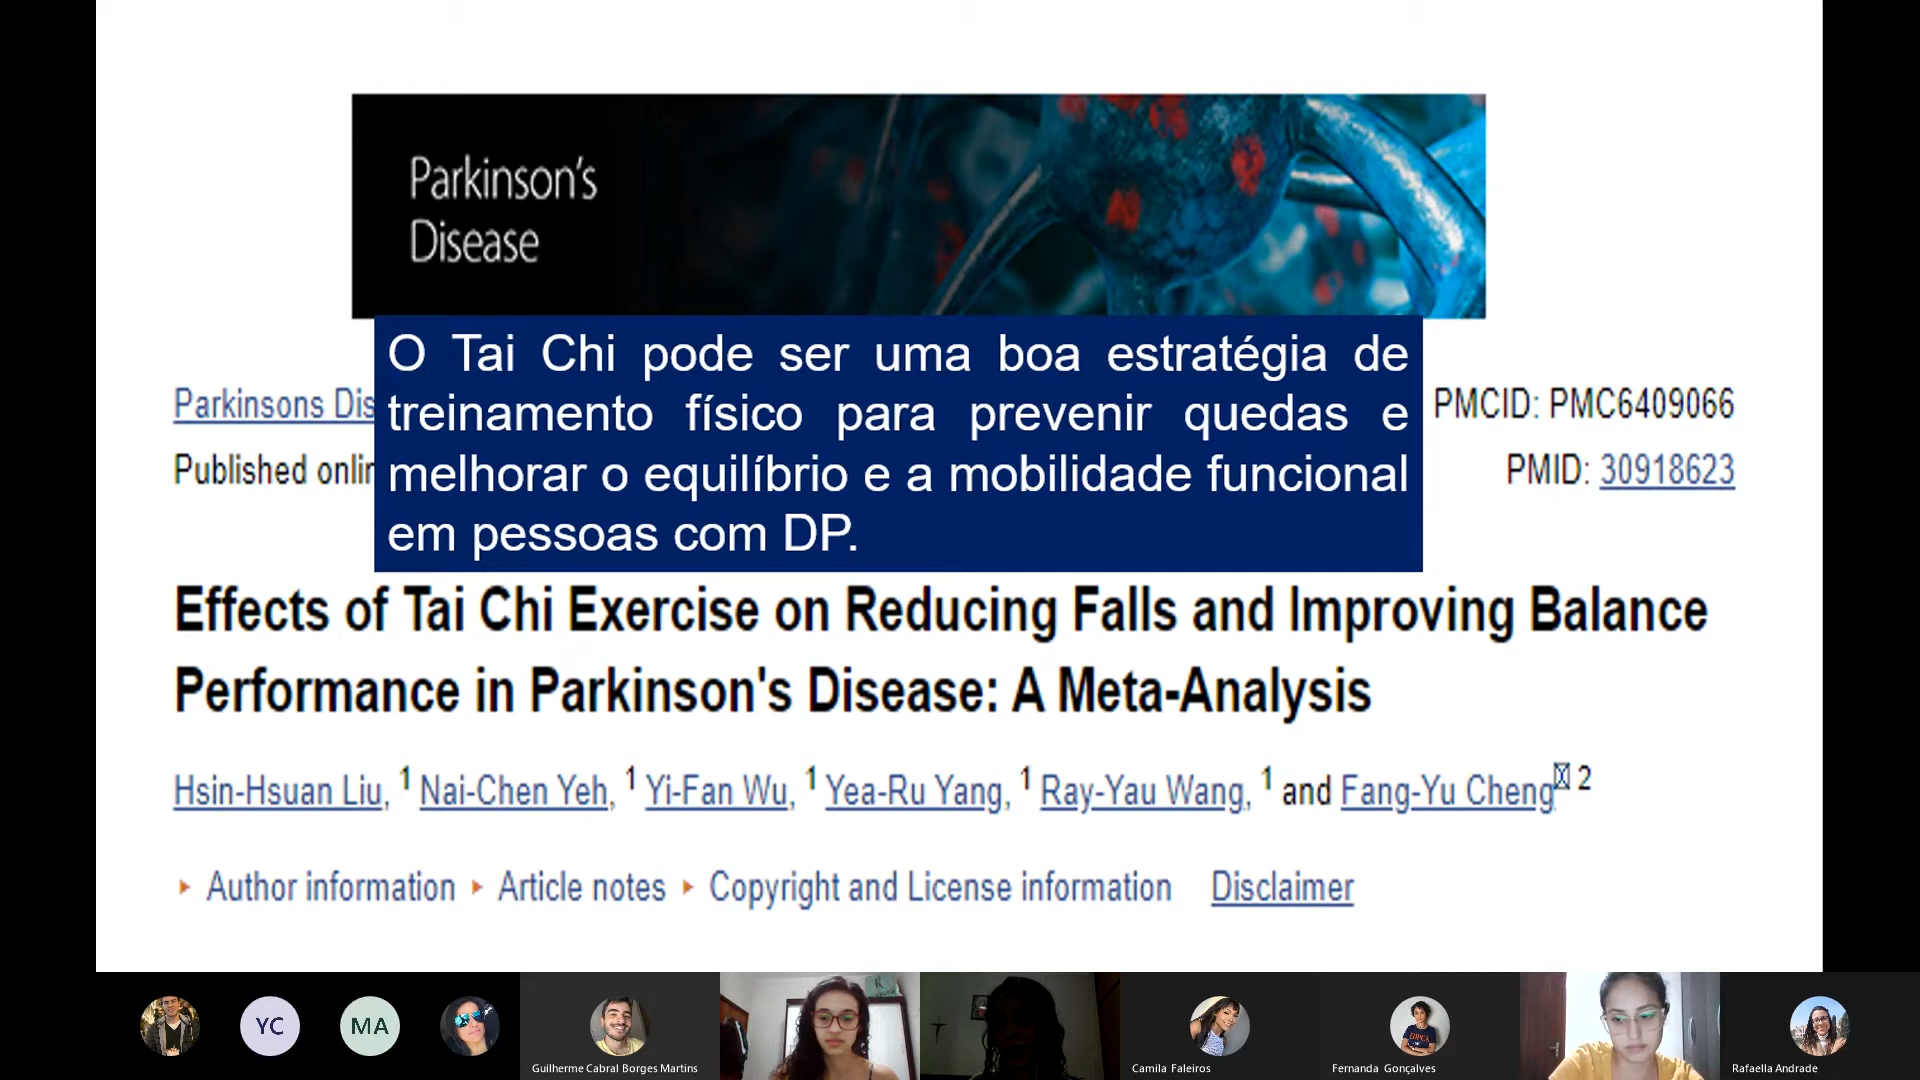 Parkinson's
Disease
O Tai Chi pode ser uma boa estratégia de
treinamento físico para prevenir quedas e
melhorar o equilíbrio e a mobilidade funcional
em pessoas com DP.
Parkinsons Dis
PMCID: PMC6409066
Published onlin
PMID: 30918623
Effects of Tai Chi Exercise on Reducing Falls and Improving Balance
Performance in Parkinson's Disease: A Meta-Analysis
Hsin-Hsuan Liu, 1 Nai-Chen Yeh, 1 Yi-Fan Wu, 1 Yea-Ru Yang, 1 Ray-Yau Wang, 1 and Fang-Yu Cheng 2
Author information ▸ Article notes ▸ Copyright and License information Disclaimer
YC
MA
Guilherme Cabral Borges Martins
Camila Faleiros
Fernanda Gonçalves
Rafaella Andrade